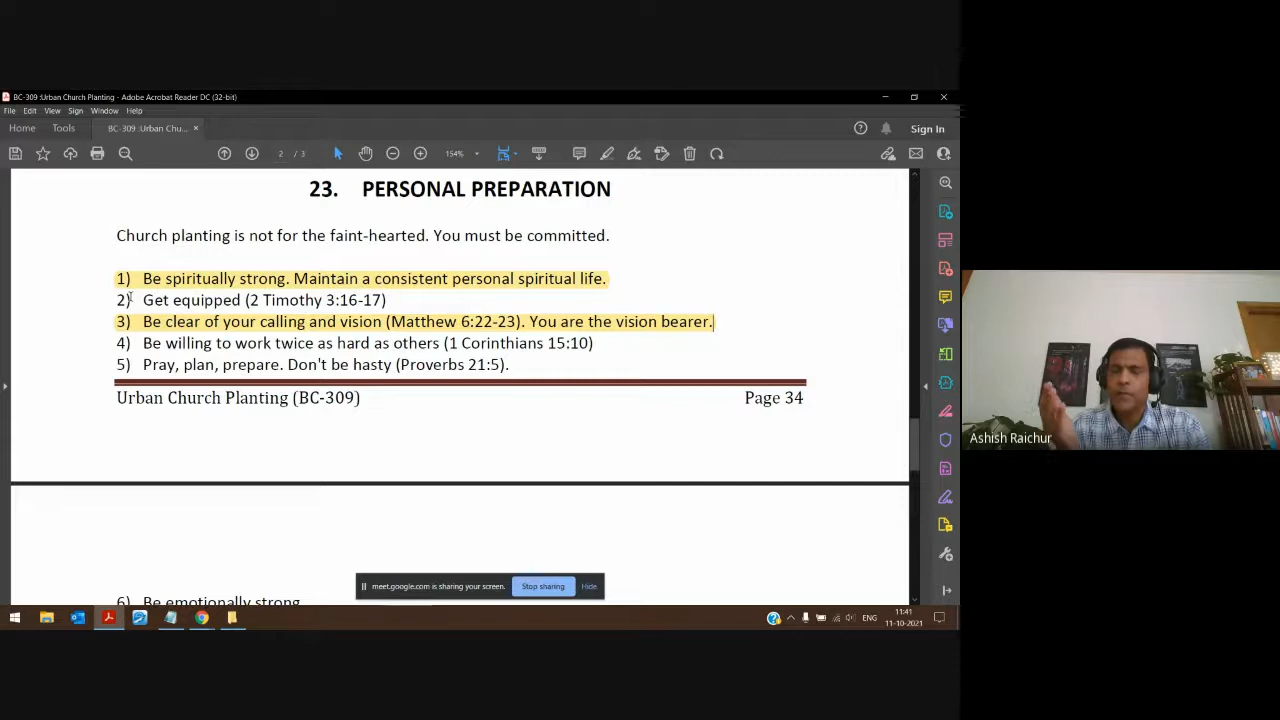 BC-309 :Urban Church Planting - Adobe Acrobat Reader DC (32-bit)
File Edit View Sign Window Help
Home Tools BC-309 :Urban Chu... × Sign In
2 / 3 154%
23. PERSONAL PREPARATION
Church planting is not for the faint-hearted. You must be committed.
1) Be spiritually strong. Maintain a consistent personal spiritual life.
2) Get equipped (2 Timothy 3:16-17)
3) Be clear of your calling and vision (Matthew 6:22-23). You are the vision bearer.
4) Be willing to work twice as hard as others (1 Corinthians 15:10)
5) Pray, plan, prepare. Don't be hasty (Proverbs 21:5).
Urban Church Planting (BC-309) Page 34
Ashish Raichur
meet.google.com is sharing your screen. Stop sharing Hide
6) Be emotionally strong
ENG 11:41
11-10-2021